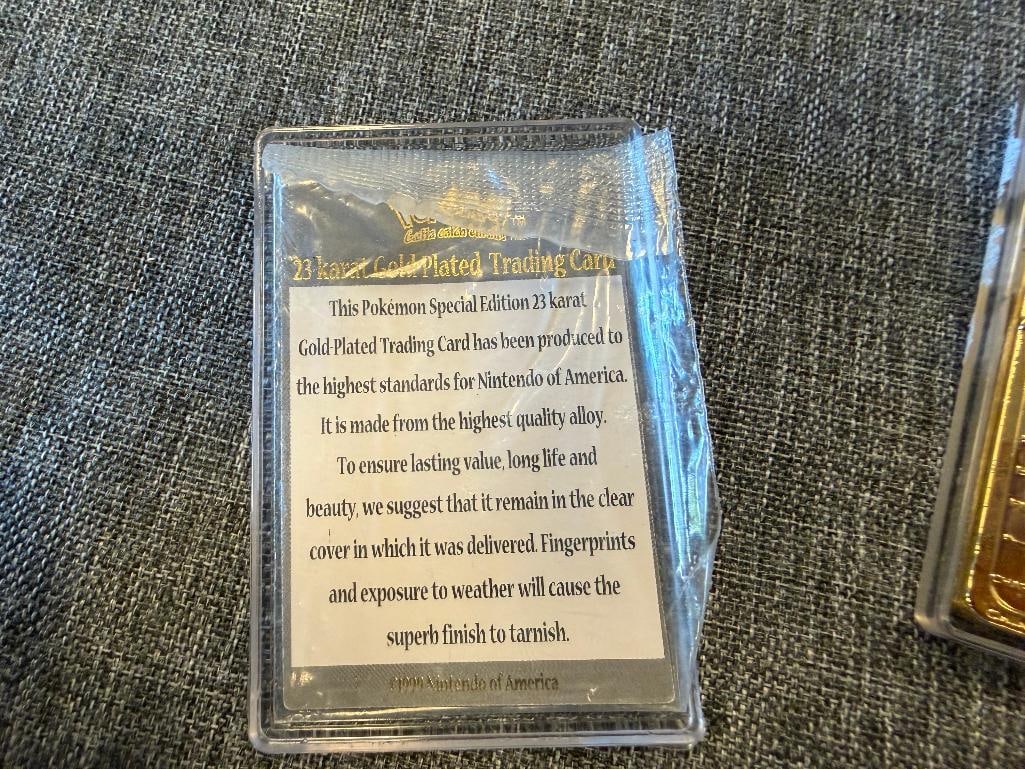 Gotta catch
23 karat Gold Plated Trading Card
This Pokémon Special Edition 23 karat
Gold-Plated Trading Card has been produced to
the highest standards for Nintendo of America.
It is made from the highest quality alloy.
To ensure lasting value, long life and
beauty, we suggest that it remain in the clear
cover in which it was delivered. Fingerprints
and exposure to weather will cause the
superb finish to tarnish.
©1999 Nintendo of America